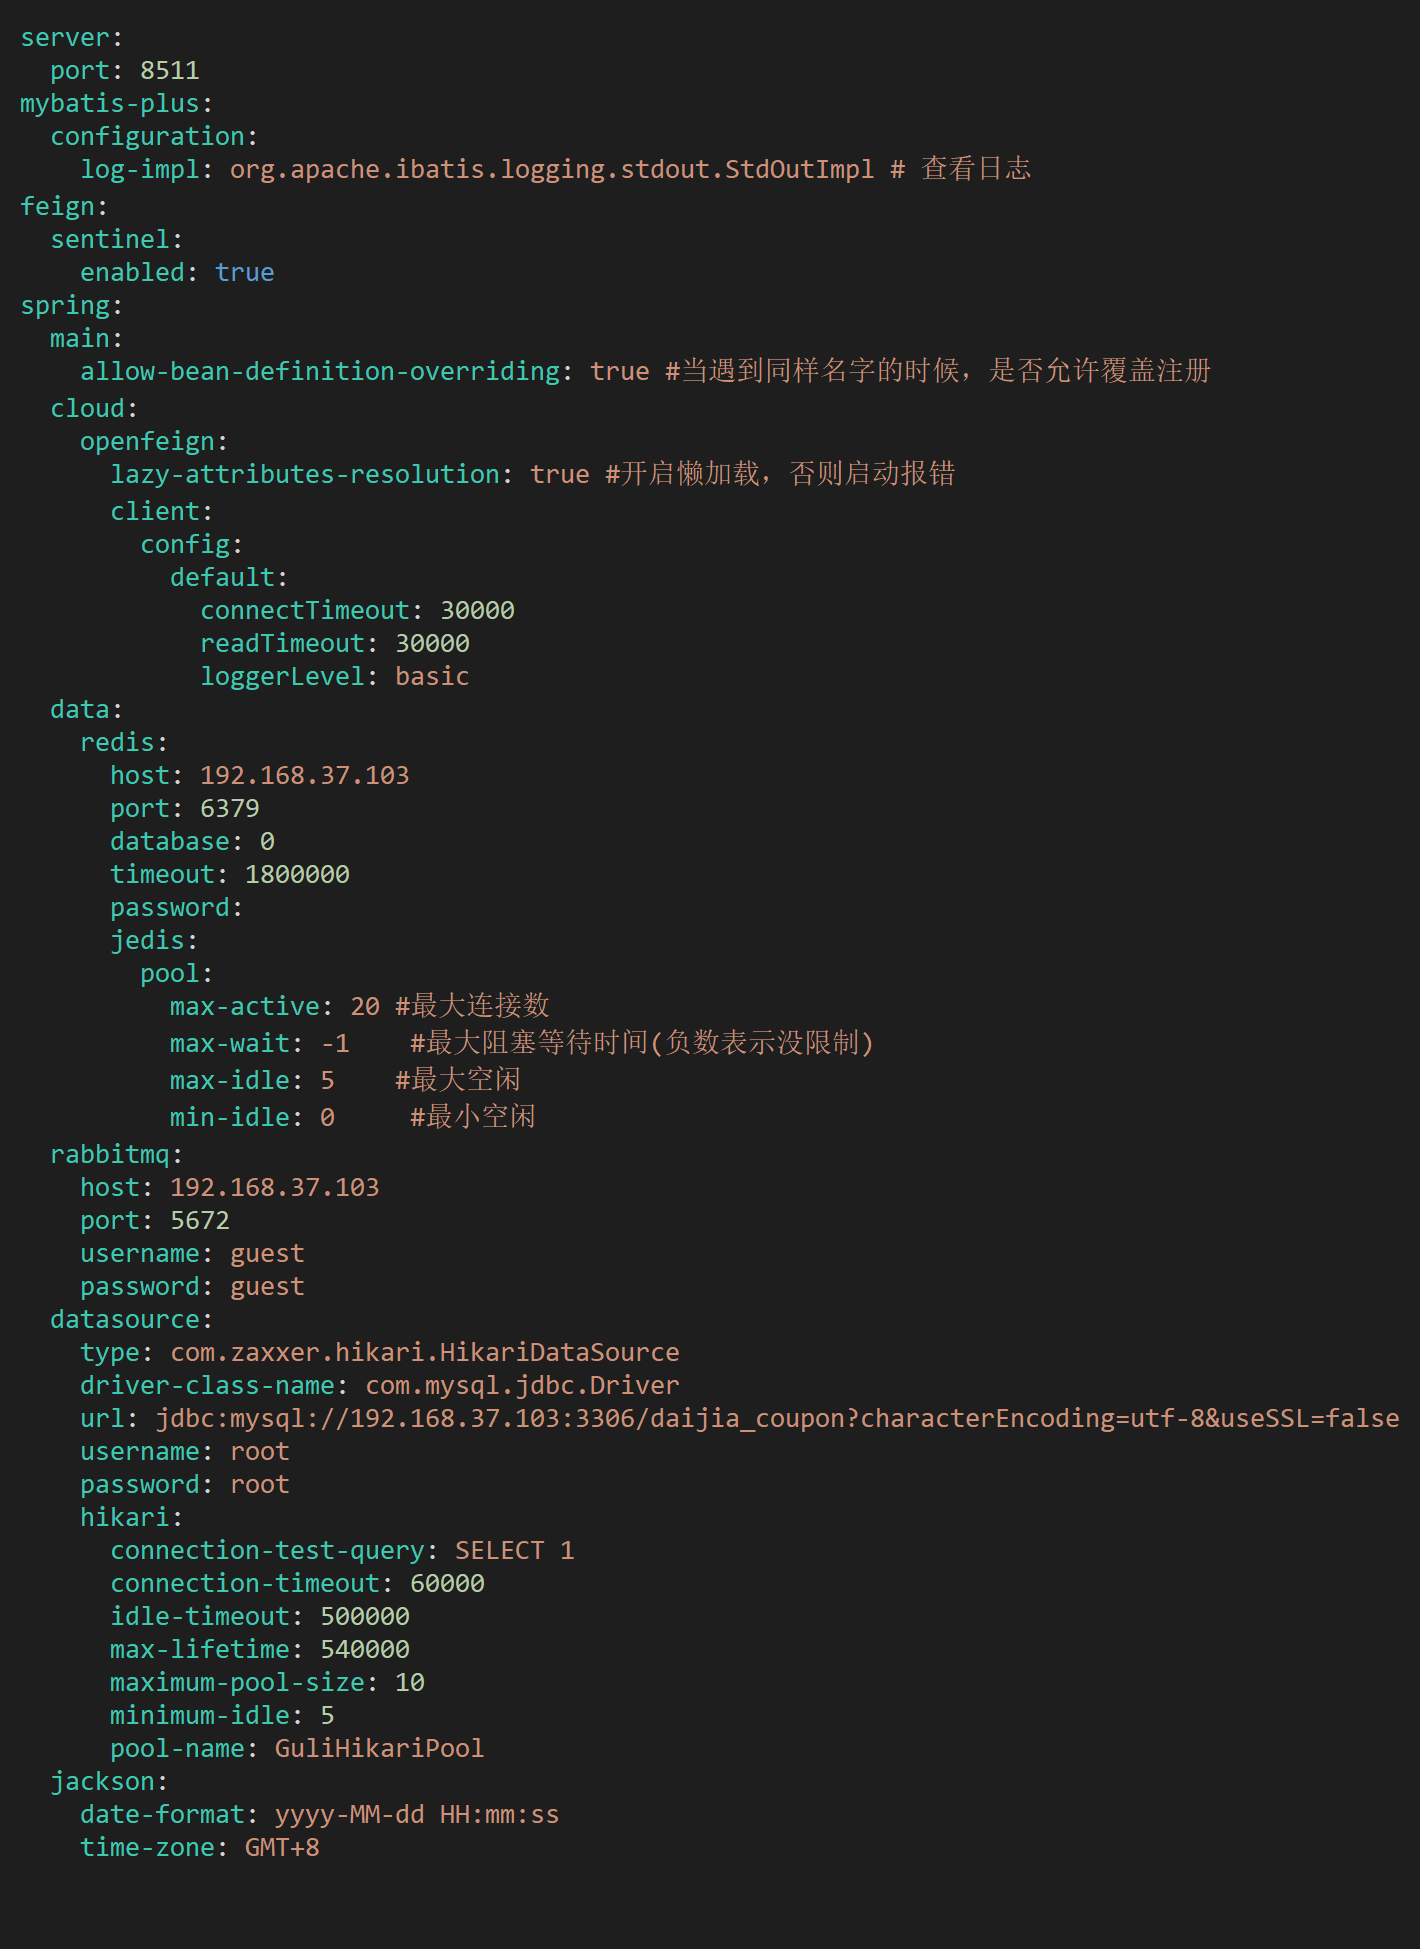 server:
  port: 8511
mybatis-plus:
  configuration:
    log-impl: org.apache.ibatis.logging.stdout.StdOutImpl # 查看日志
feign:
  sentinel:
    enabled: true
spring:
  main:
    allow-bean-definition-overriding: true #当遇到同样名字的时候，是否允许覆盖注册
  cloud:
    openfeign:
      lazy-attributes-resolution: true #开启懒加载，否则启动报错
      client:
        config:
          default:
            connectTimeout: 30000
            readTimeout: 30000
            loggerLevel: basic
  data:
    redis:
      host: 192.168.37.103
      port: 6379
      database: 0
      timeout: 1800000
      password:
      jedis:
        pool:
          max-active: 20 #最大连接数
          max-wait: -1    #最大阻塞等待时间(负数表示没限制)
          max-idle: 5    #最大空闲
          min-idle: 0     #最小空闲
  rabbitmq:
    host: 192.168.37.103
    port: 5672
    username: guest
    password: guest
  datasource:
    type: com.zaxxer.hikari.HikariDataSource
    driver-class-name: com.mysql.jdbc.Driver
    url: jdbc:mysql://192.168.37.103:3306/daijia_coupon?characterEncoding=utf-8&useSSL=false
    username: root
    password: root
    hikari:
      connection-test-query: SELECT 1
      connection-timeout: 60000
      idle-timeout: 500000
      max-lifetime: 540000
      maximum-pool-size: 10
      minimum-idle: 5
      pool-name: GuliHikariPool
  jackson:
    date-format: yyyy-MM-dd HH:mm:ss
    time-zone: GMT+8